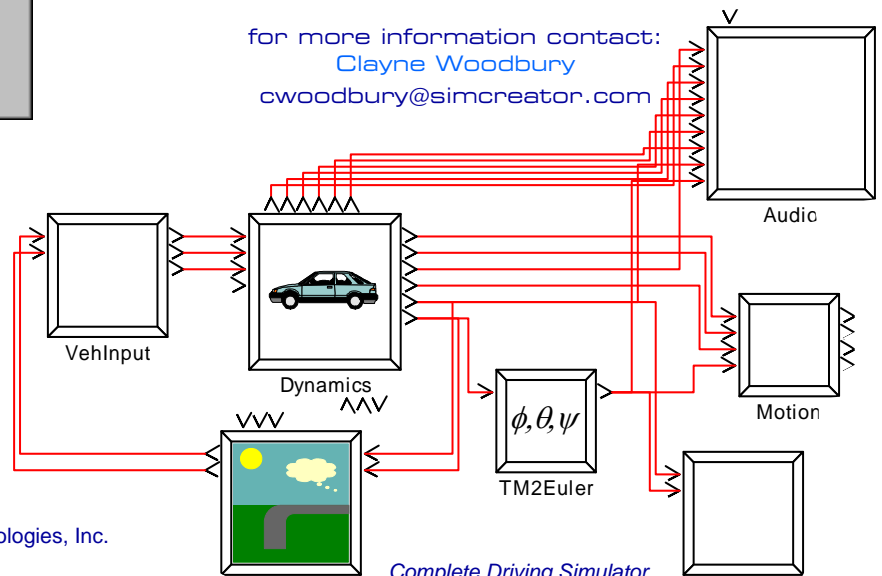 for more information contact:
Clayne Woodbury
cwoodbury@simcreator.com
Audio
VehInput
Dynamics
Motion
ϕ,θ,ψ
TM2Euler
ologies, Inc.
Complete Driving Simulator